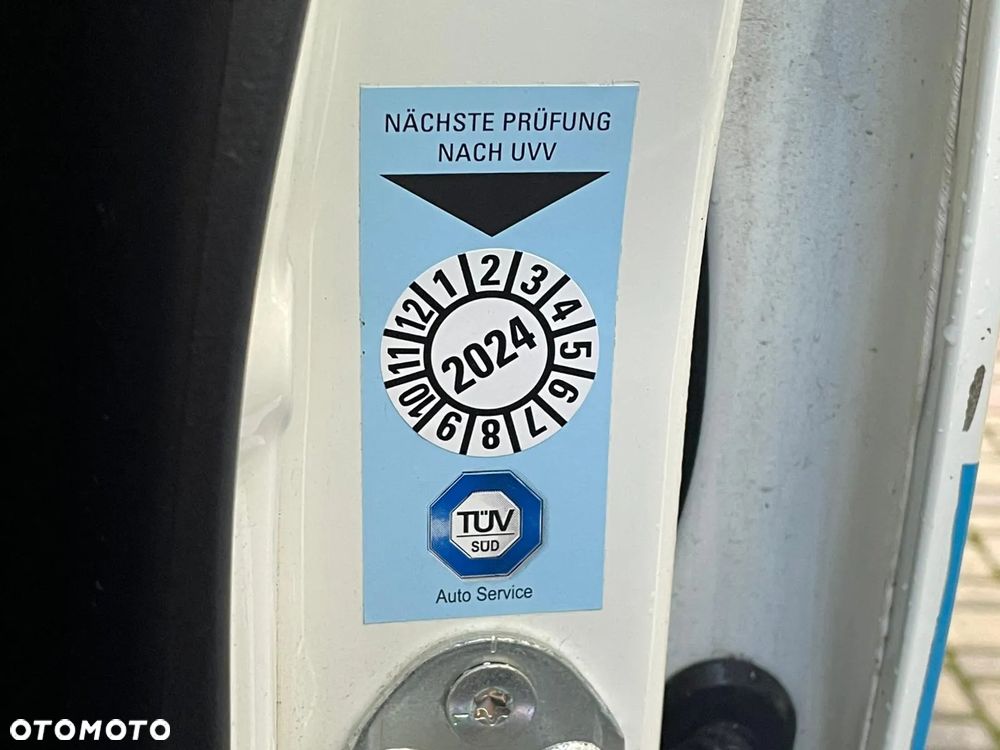 NÄCHSTE PRÜFUNG
NACH UVV
1 2 3 4 5 6 7 8 9 10 11 12
2024
TÜV
SÜD
Auto Service
OTOMOTO